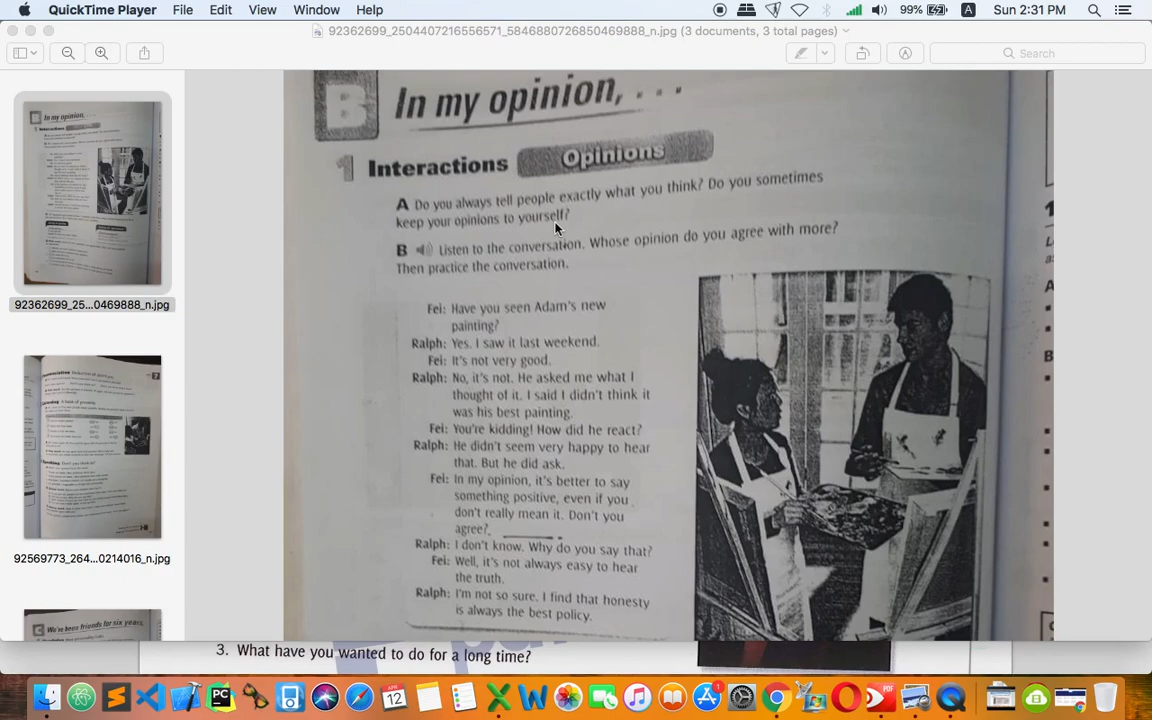 QuickTime Player File Edit View Window Help 99% A Sun 2:31 PM
92362699_2504407216556571_5846880726850469888_n.jpg (3 documents, 3 total pages)
Search
92362699_25...0469888_n.jpg
92569773_264...0214016_n.jpg
We've been friends for six years.
B In my opinion, . . .
1 Interactions Opinions
A Do you always tell people exactly what you think? Do you sometimes
keep your opinions to yourself?
B Listen to the conversation. Whose opinion do you agree with more?
Then practice the conversation.
Fei: Have you seen Adam's new
painting?
Ralph: Yes. I saw it last weekend.
Fei: It's not very good.
Ralph: No, it's not. He asked me what I
thought of it. I said I didn't think it
was his best painting.
Fei: You're kidding! How did he react?
Ralph: He didn't seem very happy to hear
that. But he did ask.
Fei: In my opinion, it's better to say
something positive, even if you
don't really mean it. Don't you
agree?
Ralph: I don't know. Why do you say that?
Fei: Well, it's not always easy to hear
the truth.
Ralph: I'm not so sure. I find that honesty
is always the best policy.
3. What have you wanted to do for a long time?
APR
12